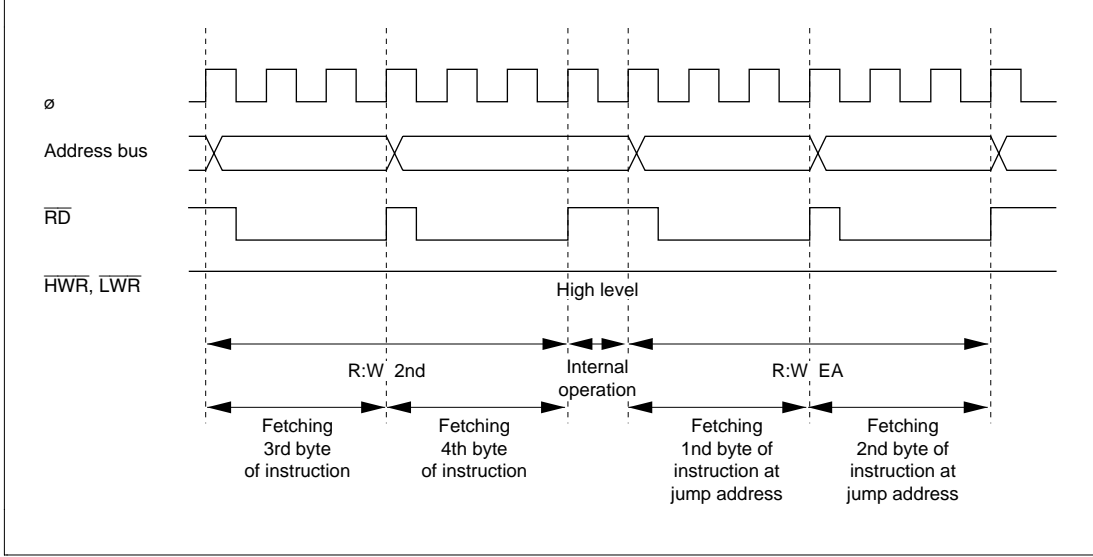 ø
Address bus
RD
HWR, LWR
High level
R:W 2nd
Internal
operation
R:W EA
Fetching
3rd byte
of instruction
Fetching
4th byte
of instruction
Fetching
1nd byte of
instruction at
jump address
Fetching
2nd byte of
instruction at
jump address